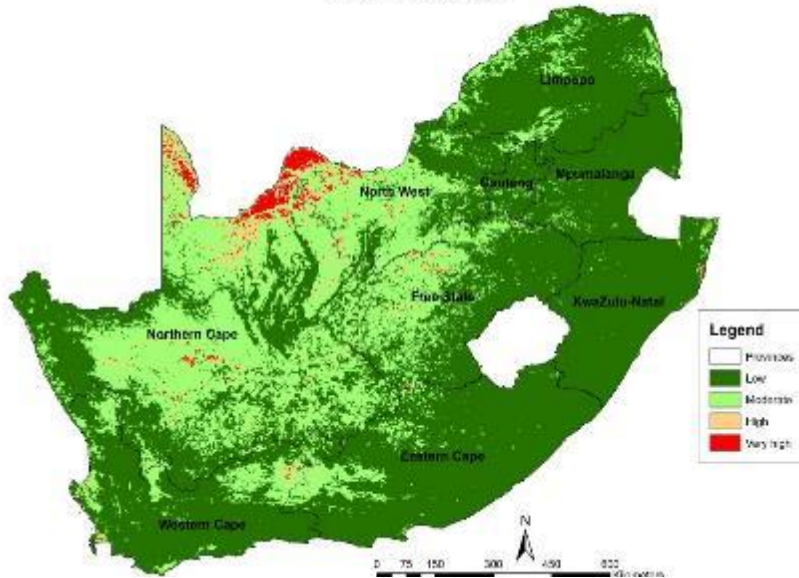 Limpopo
North West
Gauteng
Mpumalanga
Free State
KwaZulu-Natal
Northern Cape
Eastern Cape
Western Cape
Legend
Provinces
Low
Moderate
High
Very high
N
0 75 150 300 450 600
Kilometers